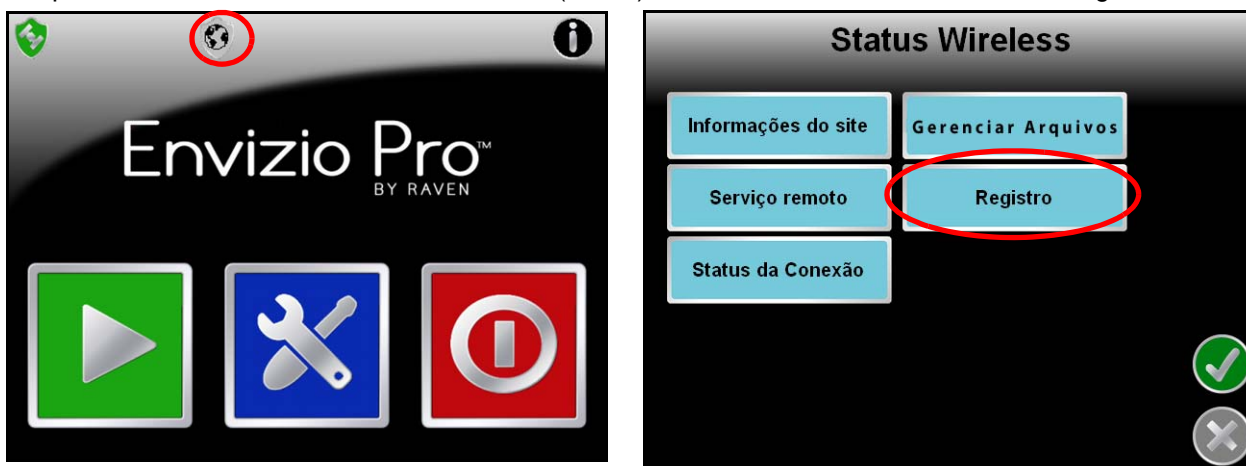 Envizio Pro™
BY RAVEN
Status Wireless
Informações do site
Gerenciar Arquivos
Serviço remoto
Registro
Status da Conexão